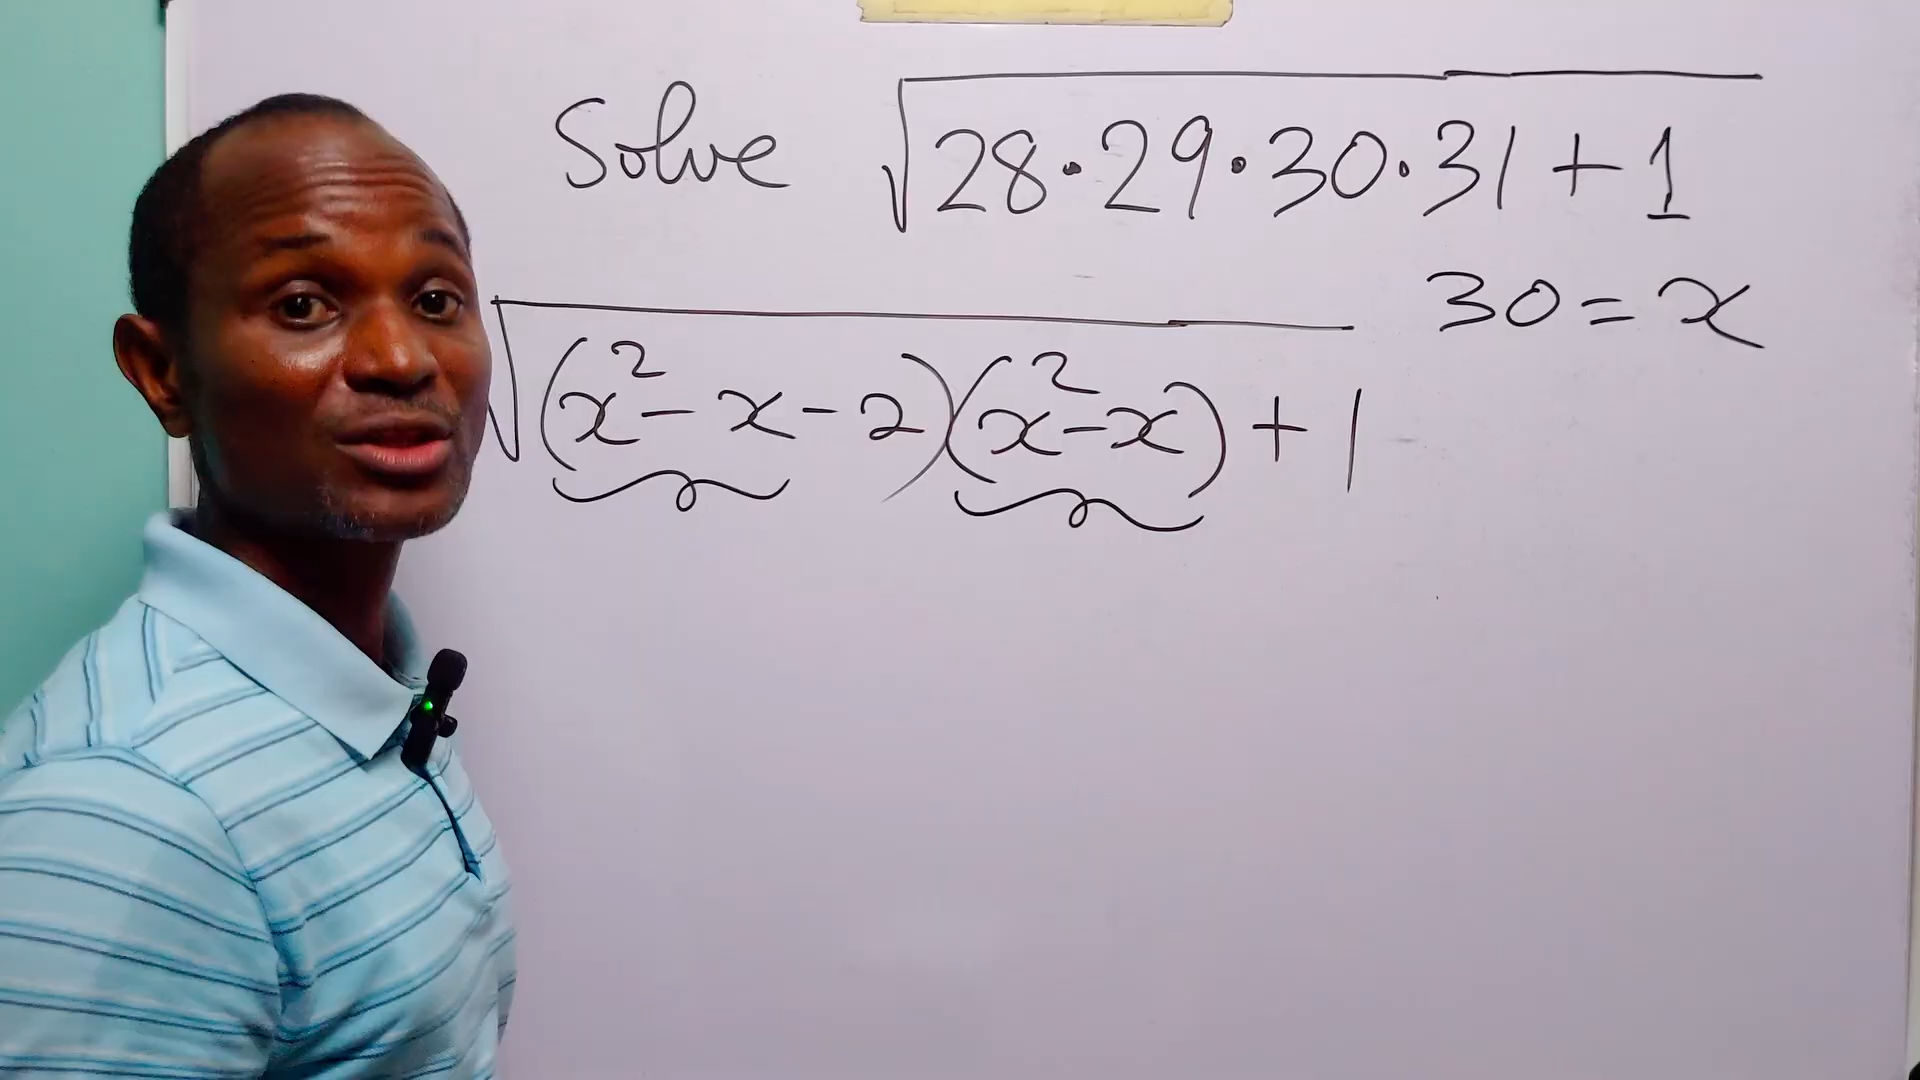 Solve √28·29·30·31 + 1
30 = x
√(x² - x - 2)(x² - x) + 1